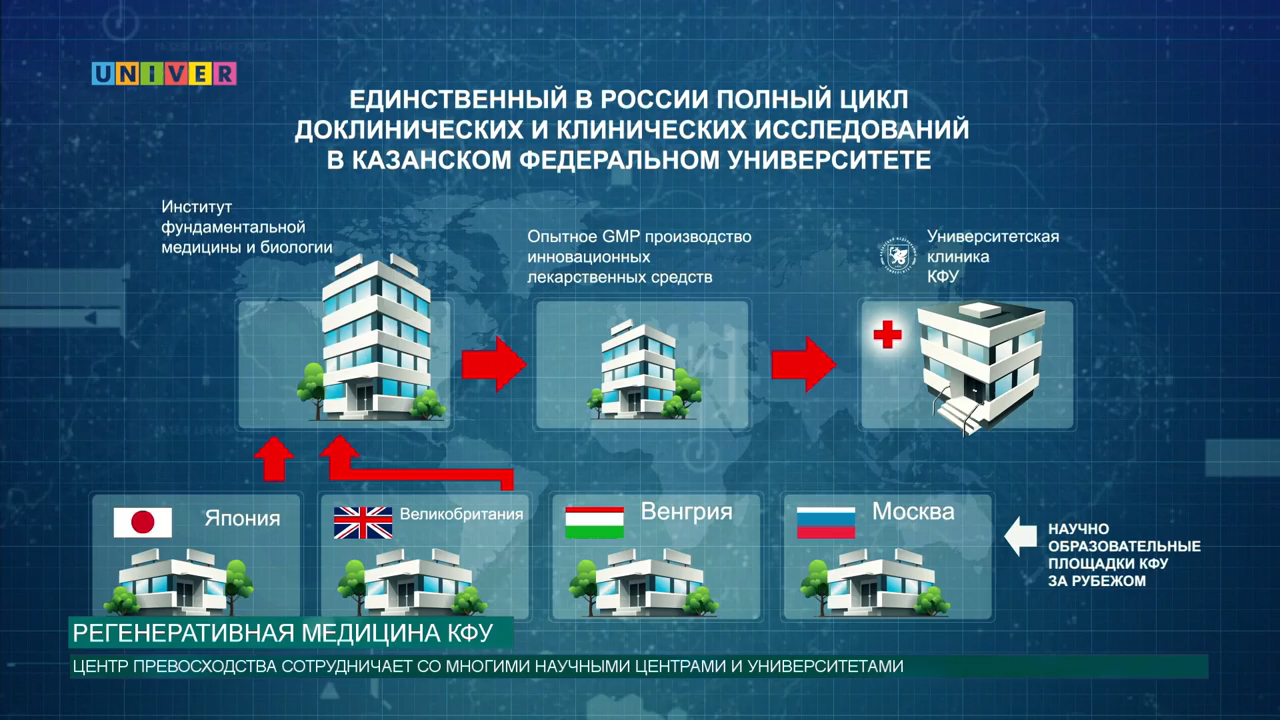 UNIVER
ЕДИНСТВЕННЫЙ В РОССИИ ПОЛНЫЙ ЦИКЛ
ДОКЛИНИЧЕСКИХ И КЛИНИЧЕСКИХ ИССЛЕДОВАНИЙ
В КАЗАНСКОМ ФЕДЕРАЛЬНОМ УНИВЕРСИТЕТЕ
Институт
фундаментальной
медицины и биологии
Опытное GMP производство
инновационных
лекарственных средств
Университетская
клиника
КФУ
Япония
Великобритания
Венгрия
Москва
НАУЧНО
ОБРАЗОВАТЕЛЬНЫЕ
ПЛОЩАДКИ КФУ
ЗА РУБЕЖОМ
РЕГЕНЕРАТИВНАЯ МЕДИЦИНА КФУ
ЦЕНТР ПРЕВОСХОДСТВА СОТРУДНИЧАЕТ СО МНОГИМИ НАУЧНЫМИ ЦЕНТРАМИ И УНИВЕРСИТЕТАМИ